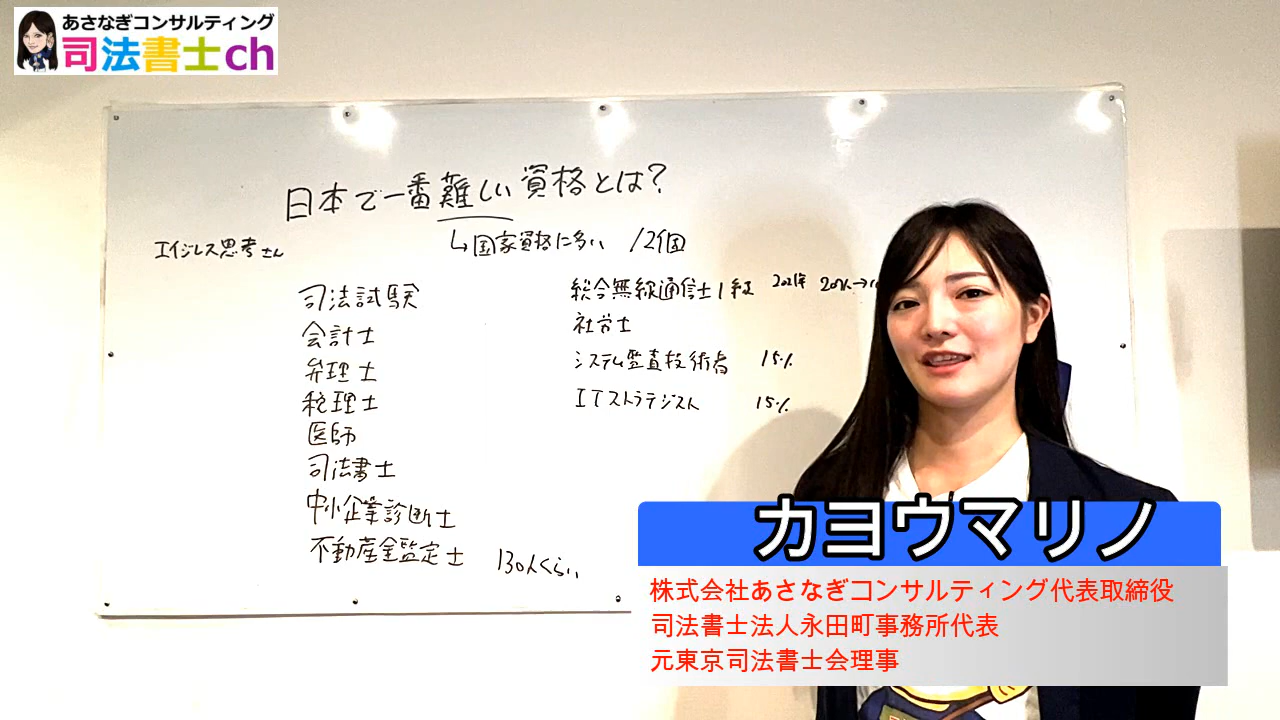 あさなぎコンサルティング
司法書士ch
日本で一番難しい資格とは?
エイジレス思考さん
↳国家資格に多い 12個
司法試験
会計士
弁理士
税理士
医師
司法書士
中小企業診断士
不動産鑑定士 130人くらい
総合無線通信士1級 2021年 20人→
社労士
システム監査技術者 15%
ITストラテジスト 15%
カヨウマリノ
株式会社あさなぎコンサルティング代表取締役
司法書士法人永田町事務所代表
元東京司法書士会理事